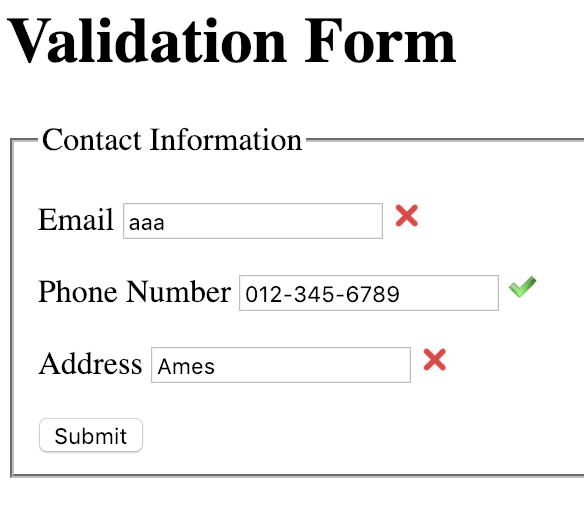 Validation Form
Contact Information
Email aaa
Phone Number 012-345-6789
Address Ames
Submit